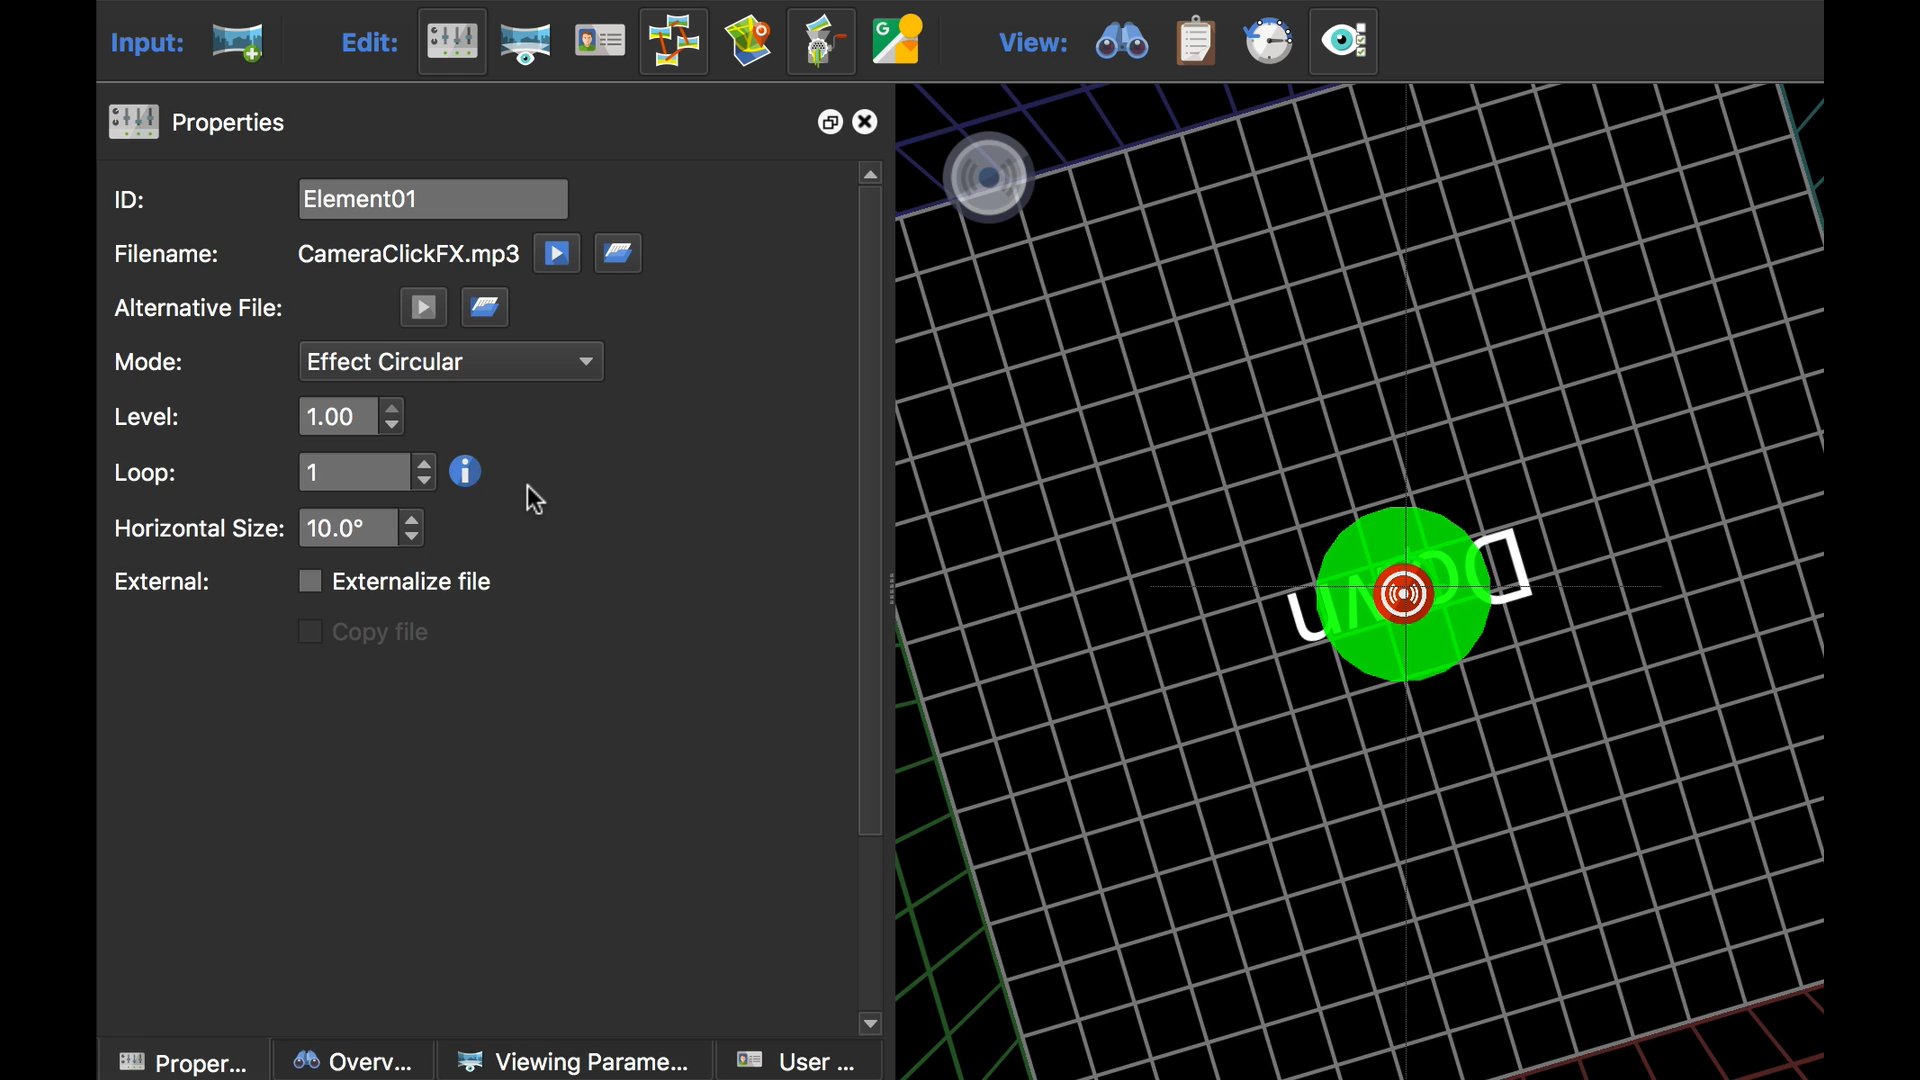 Input: Edit: View:
Properties
ID: Element01
Filename: CameraClickFX.mp3
Alternative File:
Mode: Effect Circular
Level: 1.00
Loop: 1
Horizontal Size: 10.0°
External: Externalize file
Copy file
Down
Proper... Overv... Viewing Parame... User ...